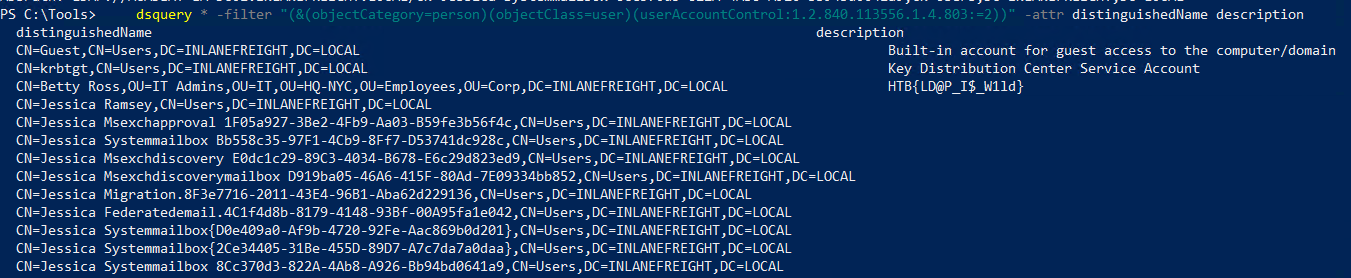 PS C:\Tools> dsquery * -filter "(&(objectCategory=person)(objectClass=user)(userAccountControl:1.2.840.113556.1.4.803:=2))" -attr distinguishedName description
distinguishedName description
CN=Guest,CN=Users,DC=INLANEFREIGHT,DC=LOCAL Built-in account for guest access to the computer/domain
CN=krbtgt,CN=Users,DC=INLANEFREIGHT,DC=LOCAL Key Distribution Center Service Account
CN=Betty Ross,OU=IT Admins,OU=IT,OU=HQ-NYC,OU=Employees,OU=Corp,DC=INLANEFREIGHT,DC=LOCAL HTB{LD@P_I$_W1ld}
CN=Jessica Ramsey,CN=Users,DC=INLANEFREIGHT,DC=LOCAL
CN=Jessica Msexchapproval 1F05a927-3Be2-4Fb9-Aa03-B59fe3b56f4c,CN=Users,DC=INLANEFREIGHT,DC=LOCAL
CN=Jessica Systemmailbox Bb558c35-97F1-4Cb9-8Ff7-D53741dc928c,CN=Users,DC=INLANEFREIGHT,DC=LOCAL
CN=Jessica Msexchdiscovery E0dc1c29-89C3-4034-B678-E6c29d823ed9,CN=Users,DC=INLANEFREIGHT,DC=LOCAL
CN=Jessica Msexchdiscoverymailbox D919ba05-46A6-415F-80Ad-7E09334bb852,CN=Users,DC=INLANEFREIGHT,DC=LOCAL
CN=Jessica Migration.8F3e7716-2011-43E4-96B1-Aba62d229136,CN=Users,DC=INLANEFREIGHT,DC=LOCAL
CN=Jessica Federatedemail.4C1f4d8b-8179-4148-93Bf-00A95fa1e042,CN=Users,DC=INLANEFREIGHT,DC=LOCAL
CN=Jessica Systemmailbox{D0e409a0-Af9b-4720-92Fe-Aac869b0d201},CN=Users,DC=INLANEFREIGHT,DC=LOCAL
CN=Jessica Systemmailbox{2Ce34405-31Be-455D-89D7-A7c7da7a0daa},CN=Users,DC=INLANEFREIGHT,DC=LOCAL
CN=Jessica Systemmailbox 8Cc370d3-822A-4Ab8-A926-Bb94bd0641a9,CN=Users,DC=INLANEFREIGHT,DC=LOCAL